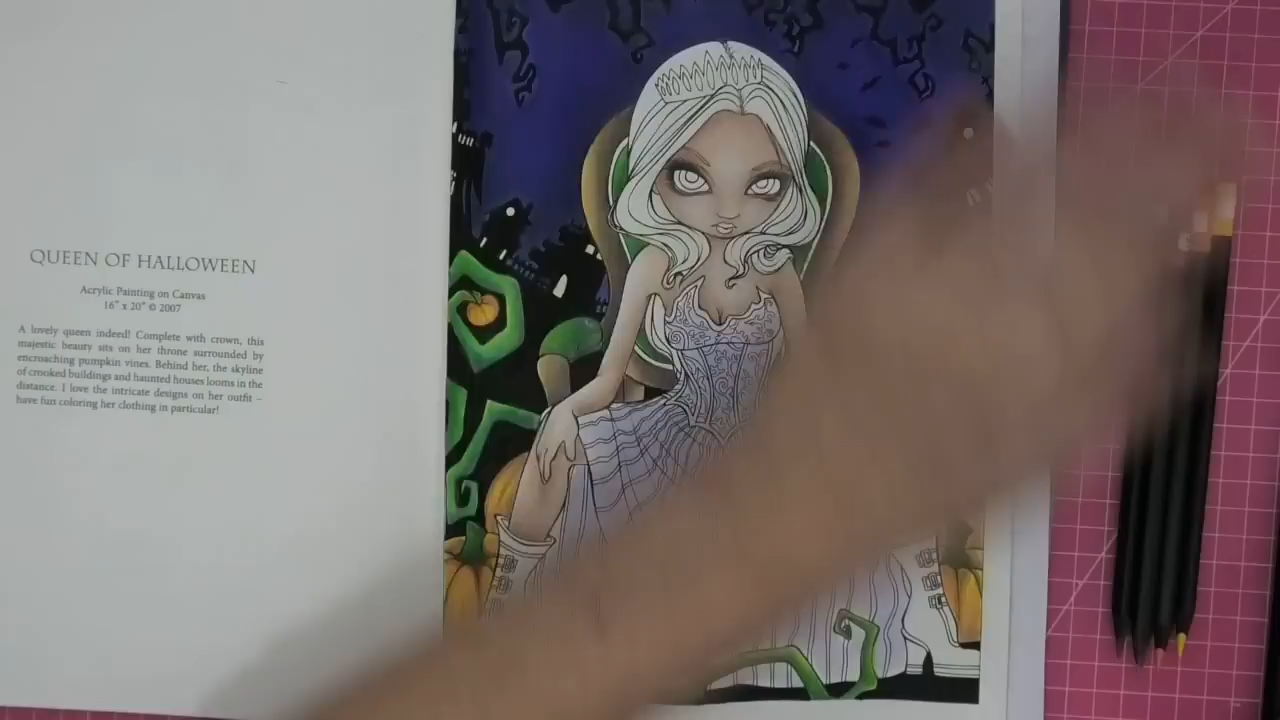 QUEEN OF HALLOWEEN
Acrylic Painting on Canvas
16" x 20" © 2007
A lovely queen indeed! Complete with crown, this
majestic beauty sits on her throne surrounded by
encroaching pumpkin vines. Behind her, the skyline
of crooked buildings and haunted houses looms in the
distance. I love the intricate designs on her outfit –
have fun coloring her clothing in particular!